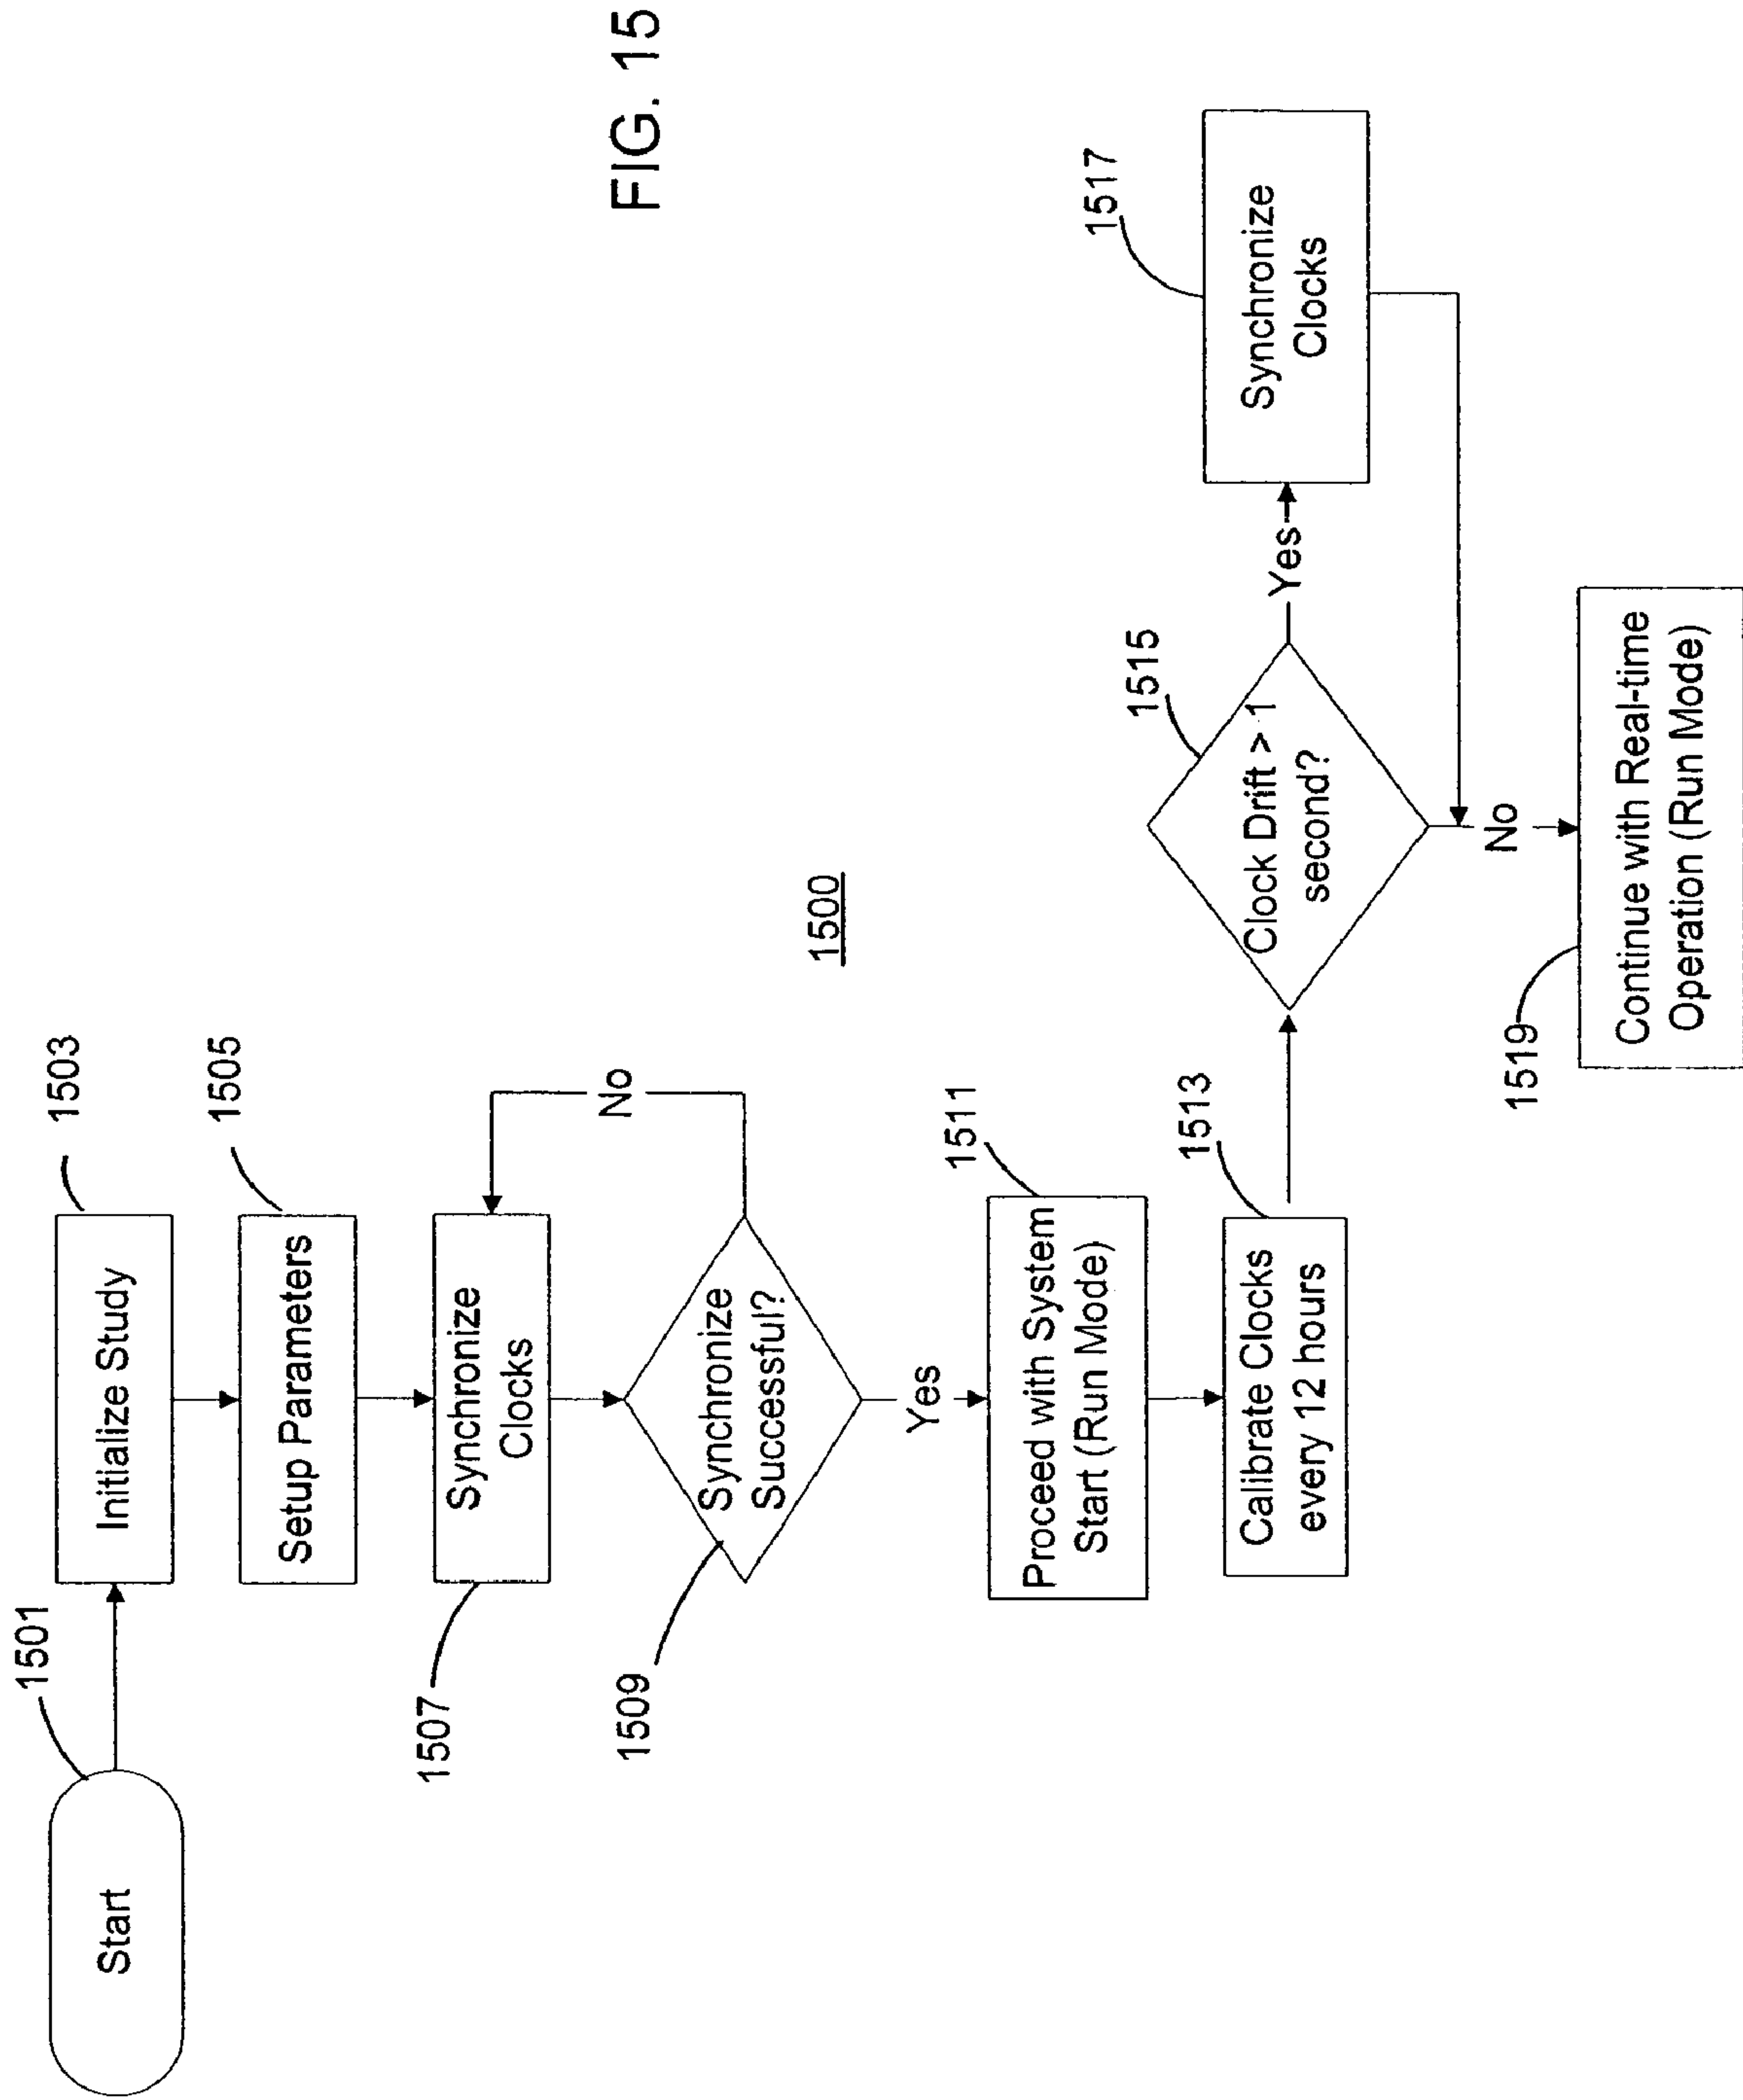 FIG. 15
1500
1501
Start
1503
Initialize Study
1505
Setup Parameters
1507
Synchronize
Clocks
1509
Synchronize
Successful?
No
Yes
1511
Proceed with System
Start (Run Mode)
1513
Calibrate Clocks
every 12 hours
1515
Clock Drift > 1
second?
Yes
1517
Synchronize
Clocks
No
1519
Continue with Real-time
Operation (Run Mode)